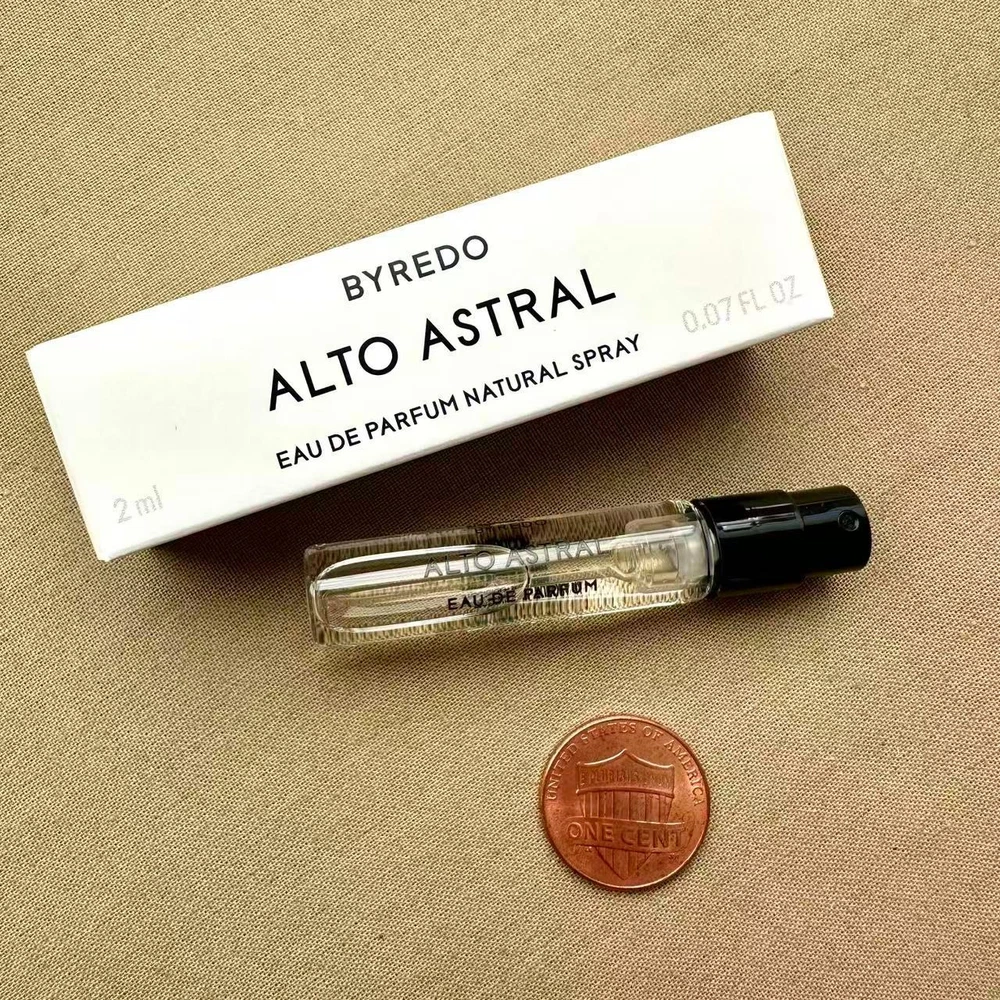 BYREDO
ALTO ASTRAL
EAU DE PARFUM NATURAL SPRAY
2 ml
0.07 FL OZ
ALTO ASTRAL
EAU DE PARFUM
UNITED STATES OF AMERICA
ONE CENT